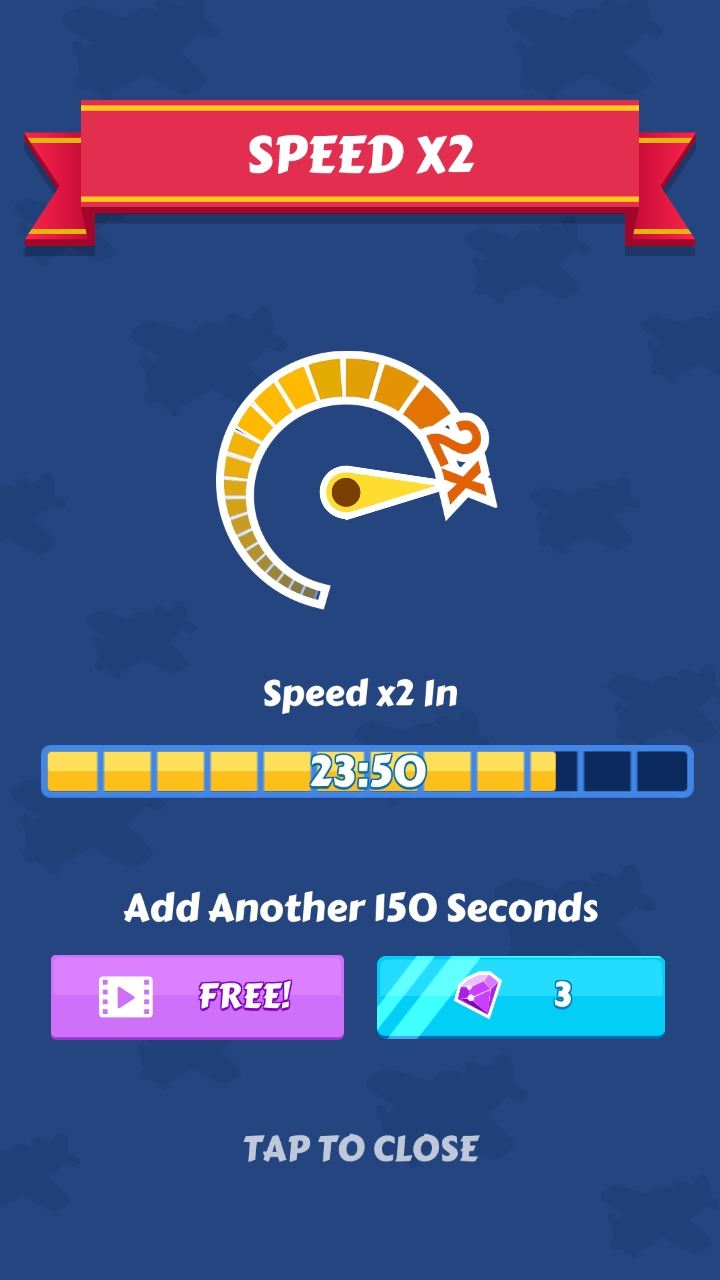 SPEED X2
2x
Speed x2 In
23:50
Add Another 150 Seconds
FREE!
3
TAP TO CLOSE